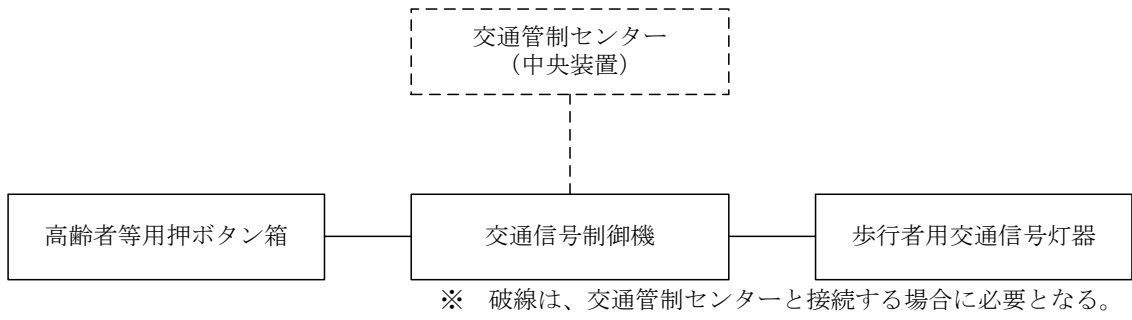 交通管制センター
（中央装置）
高齢者等用押ボタン箱
交通信号制御機
歩行者用交通信号灯器
※　破線は、交通管制センターと接続する場合に必要となる。